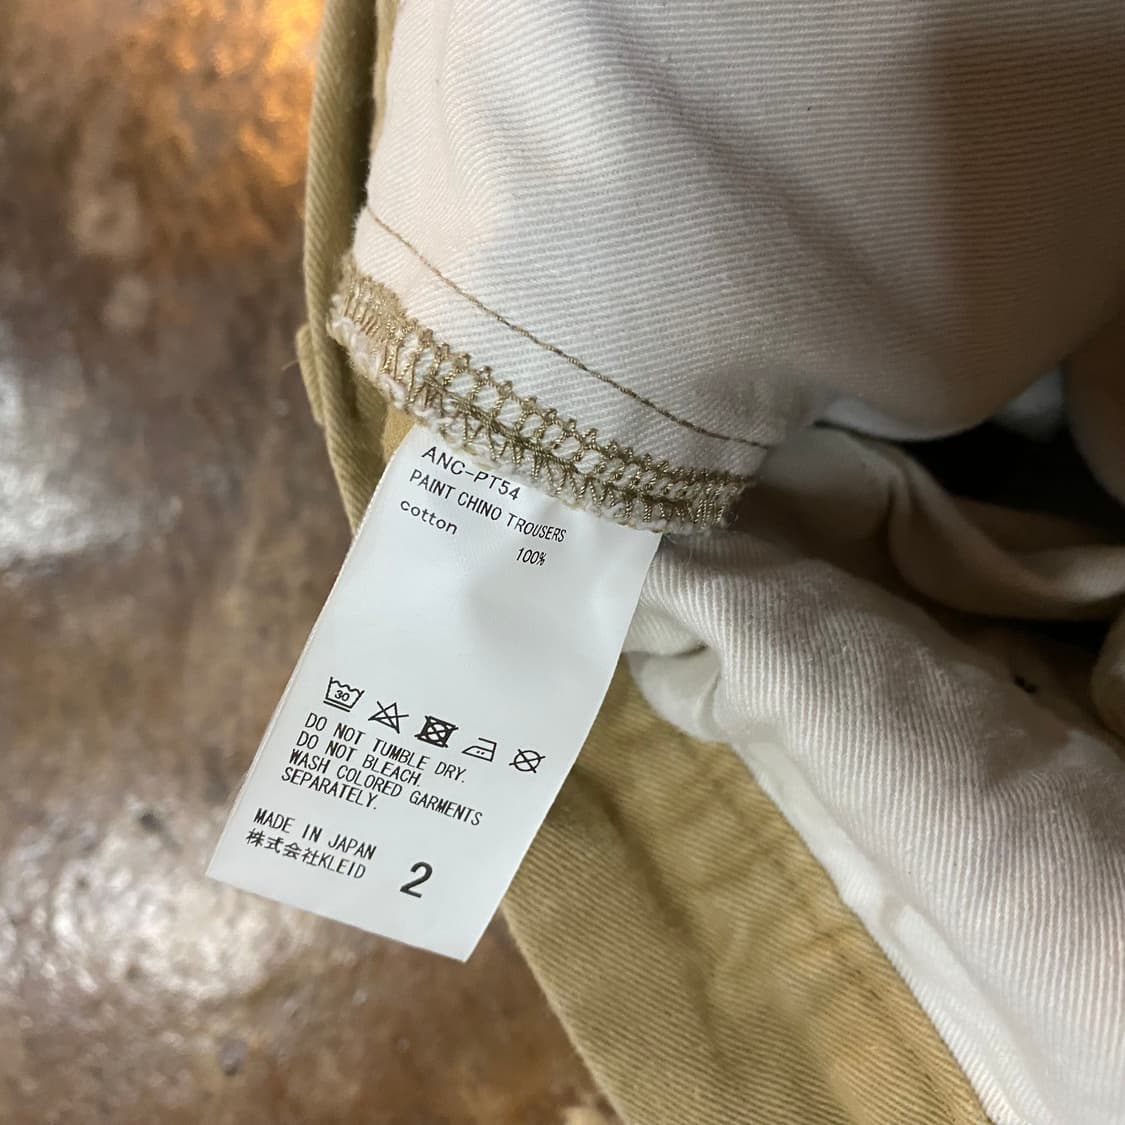 ANC-PT54
PAINT CHINO TROUSERS
cotton 100%
30
DO NOT TUMBLE DRY.
DO NOT BLEACH.
WASH COLORED GARMENTS
SEPARATELY.
MADE IN JAPAN
株式会社KLEID
2